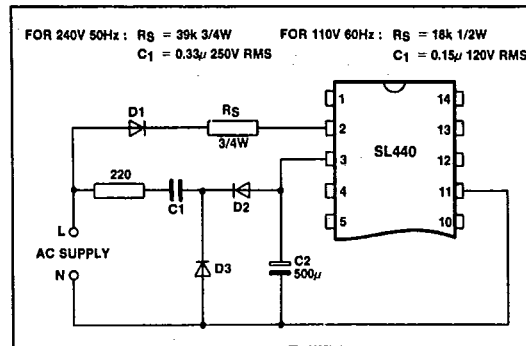 FOR 240V 50Hz : RS = 39k 3/4W
C1 = 0.33µ 250V RMS
FOR 110V 60Hz : RS = 18k 1/2W
C1 = 0.15µ 120V RMS
D1
RS
3/4W
220
C1
D2
D3
C2
500µ
L
AC SUPPLY
N
SL440
1
2
3
4
5
14
13
12
11
10